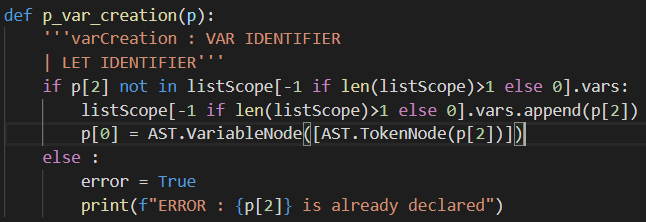 def p_var_creation(p):
    '''varCreation : VAR IDENTIFIER
    | LET IDENTIFIER'''
    if p[2] not in listScope[-1 if len(listScope)>1 else 0].vars:
        listScope[-1 if len(listScope)>1 else 0].vars.append(p[2])
        p[0] = AST.VariableNode([AST.TokenNode(p[2])])
    else :
        error = True
        print(f"ERROR : {p[2]} is already declared")